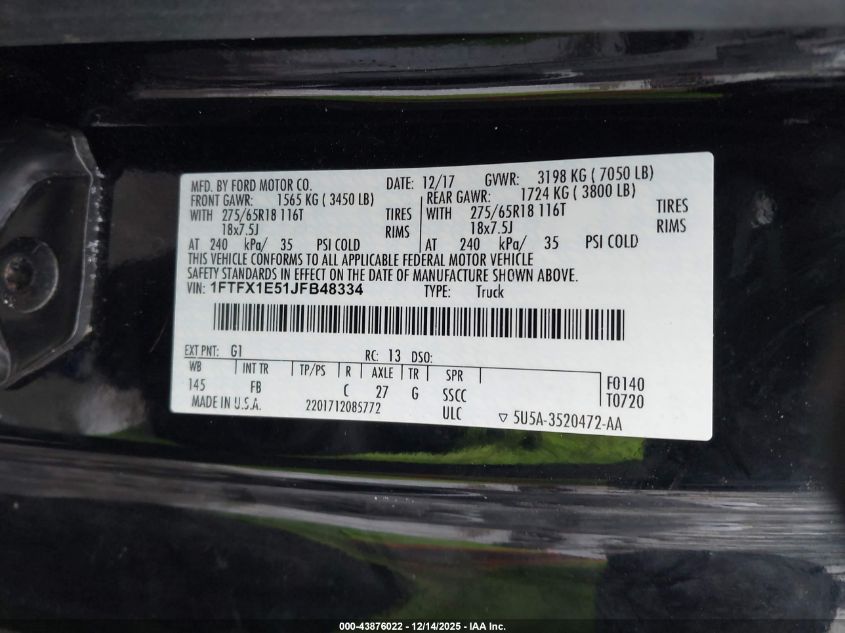 MFD. BY FORD MOTOR CO. DATE: 12/17 GVWR: 3198 KG ( 7050 LB)
FRONT GAWR: 1565 KG ( 3450 LB) REAR GAWR: 1724 KG ( 3800 LB)
WITH 275/65R18 116T TIRES WITH 275/65R18 116T TIRES
18x7.5J RIMS 18x7.5J RIMS
AT 240 kPa/ 35 PSI COLD AT 240 kPa/ 35 PSI COLD
THIS VEHICLE CONFORMS TO ALL APPLICABLE FEDERAL MOTOR VEHICLE
SAFETY STANDARDS IN EFFECT ON THE DATE OF MANUFACTURE SHOWN ABOVE.
VIN: 1FTFX1E51JFB48334 TYPE: Truck
EXT PNT: G1 RC: 13 DSO:
WB INT TR TP/PS R AXLE TR SPR
145 FB C 27 G SSCC F0140
MADE IN U.S.A. 2201712085772 ULC T0720
▽ 5U5A-3520472-AA
000-43876022 - 12/14/2025 - IAA Inc.